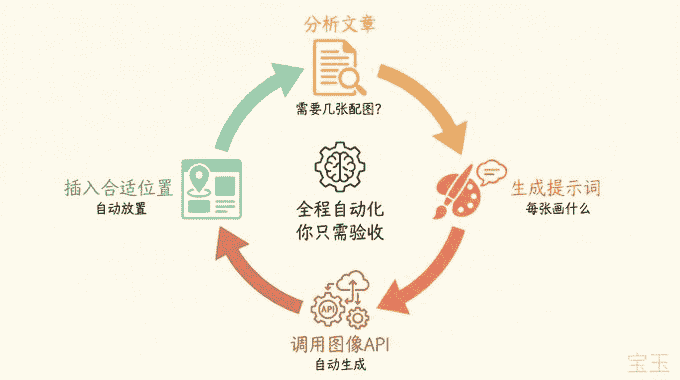 分析文章
需要几张配图?
生成提示词
每张画什么
调用图像API
自动生成
API
插入合适位置
自动放置
全程自动化
你只需验收
宝玉